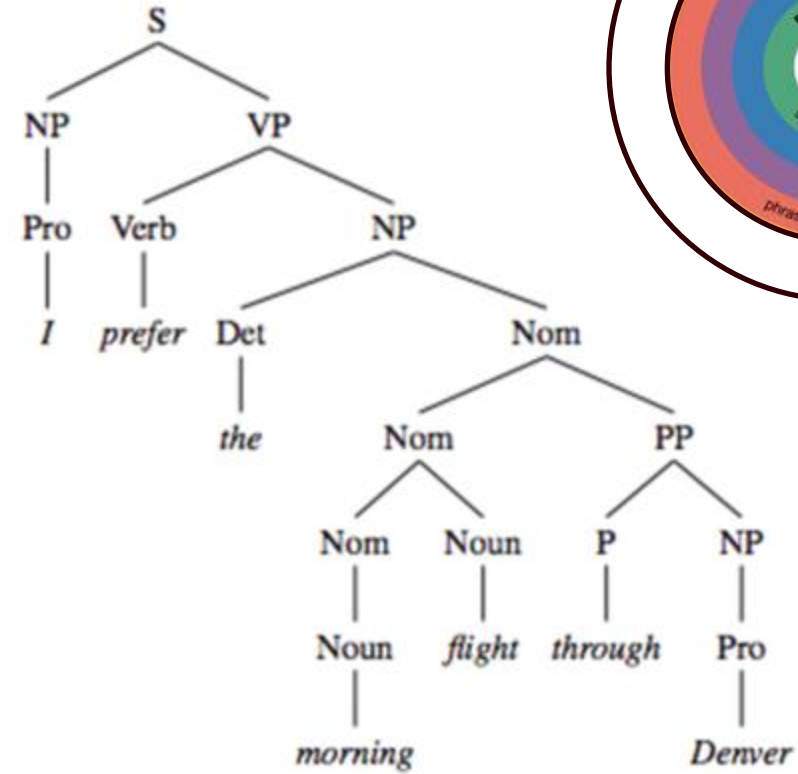 S
NP VP
Pro Verb NP
I prefer Det Nom
the Nom PP
Nom Noun P NP
Noun flight through Pro
morning Denver